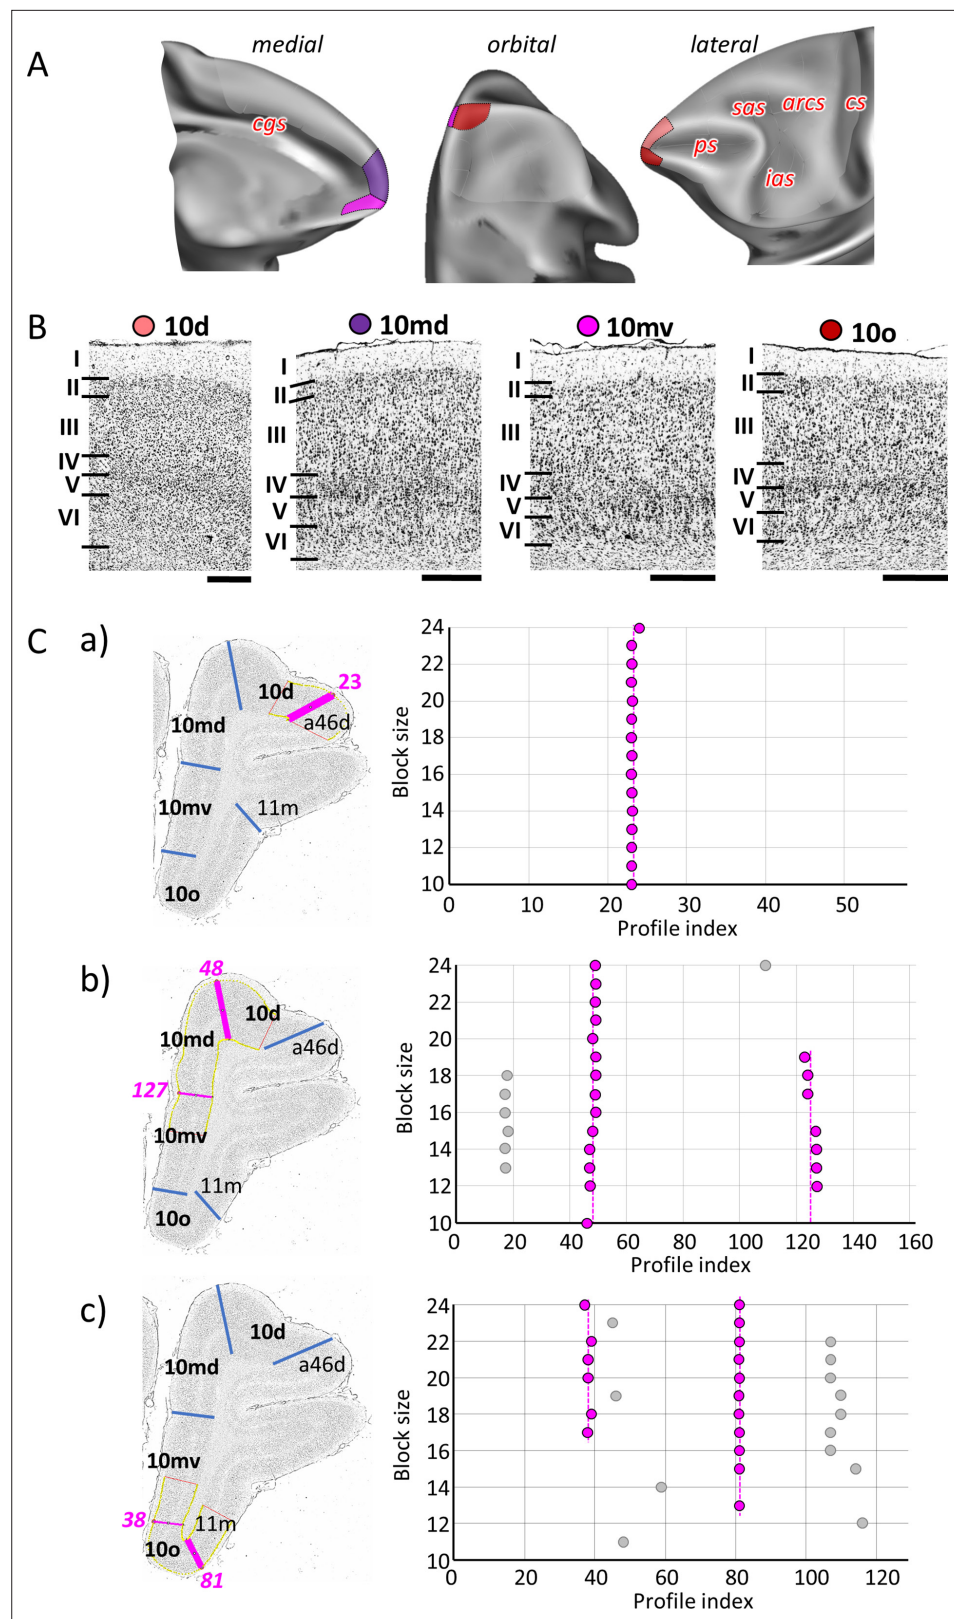 A
medial
orbital
lateral
cgs
sas
arcs
cs
ps
ias
B
10d
10md
10mv
10o
I
II
III
IV
V
VI
I
II
III
IV
V
VI
I
II
III
IV
V
VI
I
II
III
IV
V
VI
C
a)
10d
23
a46d
10md
10mv
11m
10o
Block size
24
22
20
18
16
14
12
10
0
10
20
30
40
50
Profile index
b)
48
10d
10md
a46d
127
10mv
11m
10o
Block size
24
22
20
18
16
14
12
10
0
20
40
60
80
100
120
140
160
Profile index
c)
10d
a46d
10md
10mv
38
11m
10o
81
Block size
24
22
20
18
16
14
12
10
0
20
40
60
80
100
120
Profile index